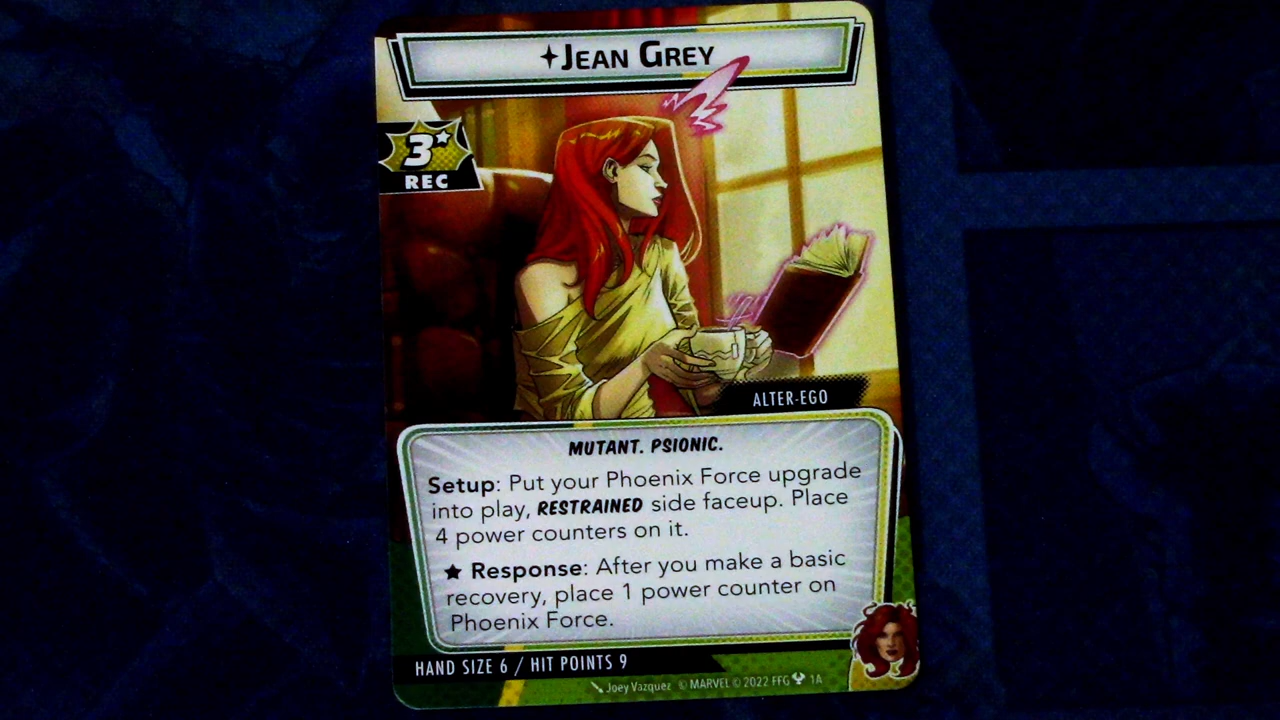 JEAN GREY
3
REC
ALTER-EGO
MUTANT. PSIONIC.
Setup: Put your Phoenix Force upgrade
into play, RESTRAINED side faceup. Place
4 power counters on it.
★ Response: After you make a basic
recovery, place 1 power counter on
Phoenix Force.
HAND SIZE 6 / HIT POINTS 9
Joey Vazquez © MARVEL © 2022 FFG 1A